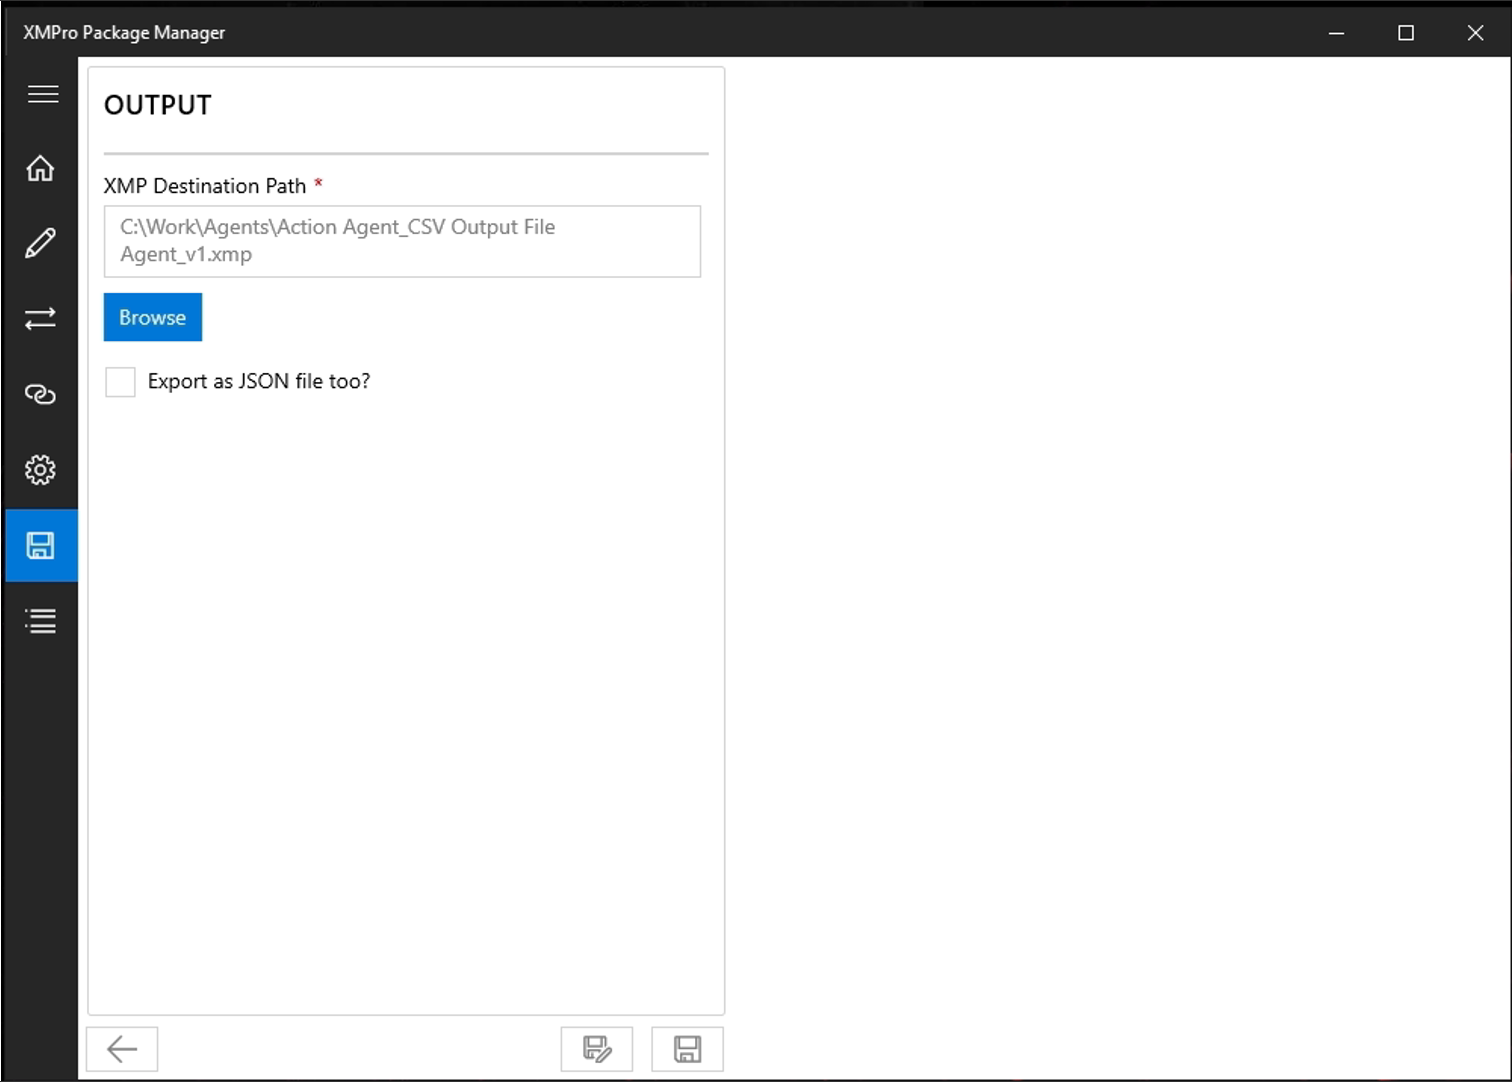 XMPro Package Manager
OUTPUT
XMP Destination Path *
C:\Work\Agents\Action Agent_CSV Output File
Agent_v1.xmp
Browse
Export as JSON file too?